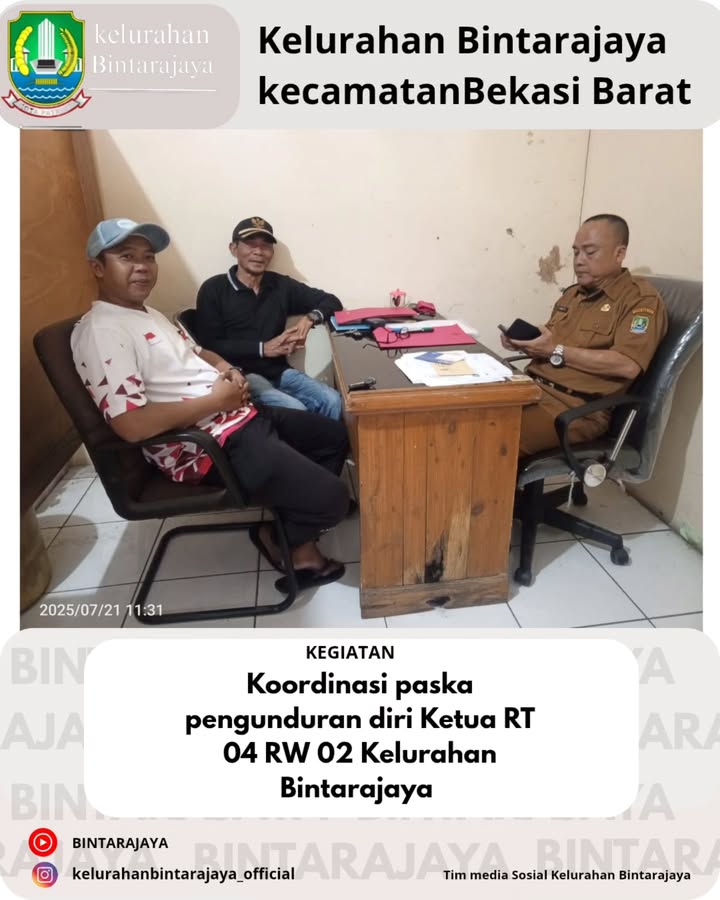 kelurahan
Bintarajaya
Kelurahan Bintarajaya
kecamatanBekasi Barat
2025/07/21 11:31
KEGIATAN
Koordinasi paska
pengunduran diri Ketua RT
04 RW 02 Kelurahan
Bintarajaya
BINTARAJAYA
kelurahanbintarajaya_official
Tim media Sosial Kelurahan Bintarajaya